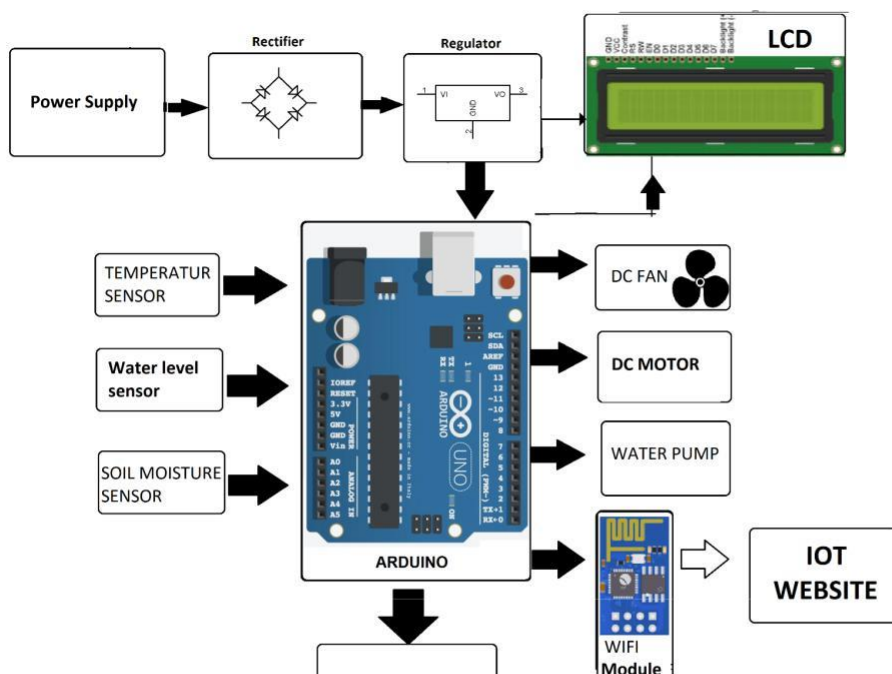 Rectifier
Regulator
Power Supply
1
VI
VO
3
GND
2
LCD
GND
VCC
Contrast
RS
RW
EN
D0
D1
D2
D3
D4
D5
D6
D7
TEMPERATUR
SENSOR
Water level
sensor
SOIL MOISTURE
SENSOR
IOREF
RESET
3.3V
5V
GND
GND
Vin
POWER
A0
A1
A2
A3
A4
A5
ANALOG IN
TX
RX
1
ARDUINO
UNO
ON
SCL
SDA
AREF
GND
13
12
~11
~10
~9
8
7
6
5
4
3
2
TX→1
RX←0
DIGITAL (PWM~)
ARDUINO
DC FAN
DC MOTOR
WATER PUMP
WIFI
Module
IOT
WEBSITE